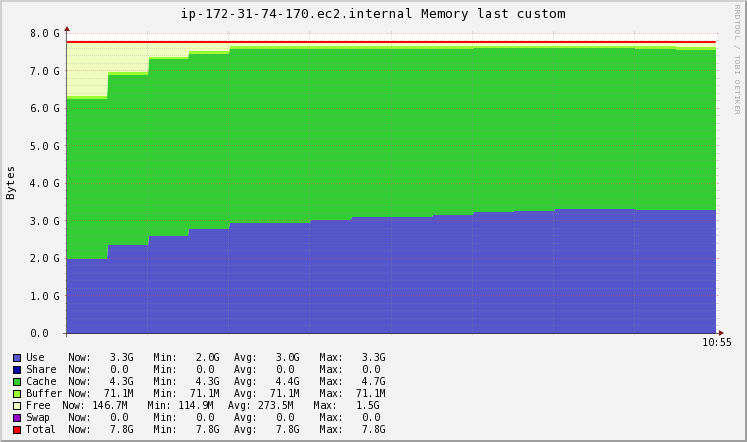 ip-172-31-74-170.ec2.internal Memory last custom
RRDTOOL / TOBI OETIKER
Bytes
8.0 G
7.0 G
6.0 G
5.0 G
4.0 G
3.0 G
2.0 G
1.0 G
0.0
10:55
Use Now: 3.3G Min: 2.0G Avg: 3.0G Max: 3.3G
Share Now: 0.0 Min: 0.0 Avg: 0.0 Max: 0.0
Cache Now: 4.3G Min: 4.3G Avg: 4.4G Max: 4.7G
Buffer Now: 71.1M Min: 71.1M Avg: 71.1M Max: 71.1M
Free Now: 146.7M Min: 114.9M Avg: 273.5M Max: 1.5G
Swap Now: 0.0 Min: 0.0 Avg: 0.0 Max: 0.0
Total Now: 7.8G Min: 7.8G Avg: 7.8G Max: 7.8G